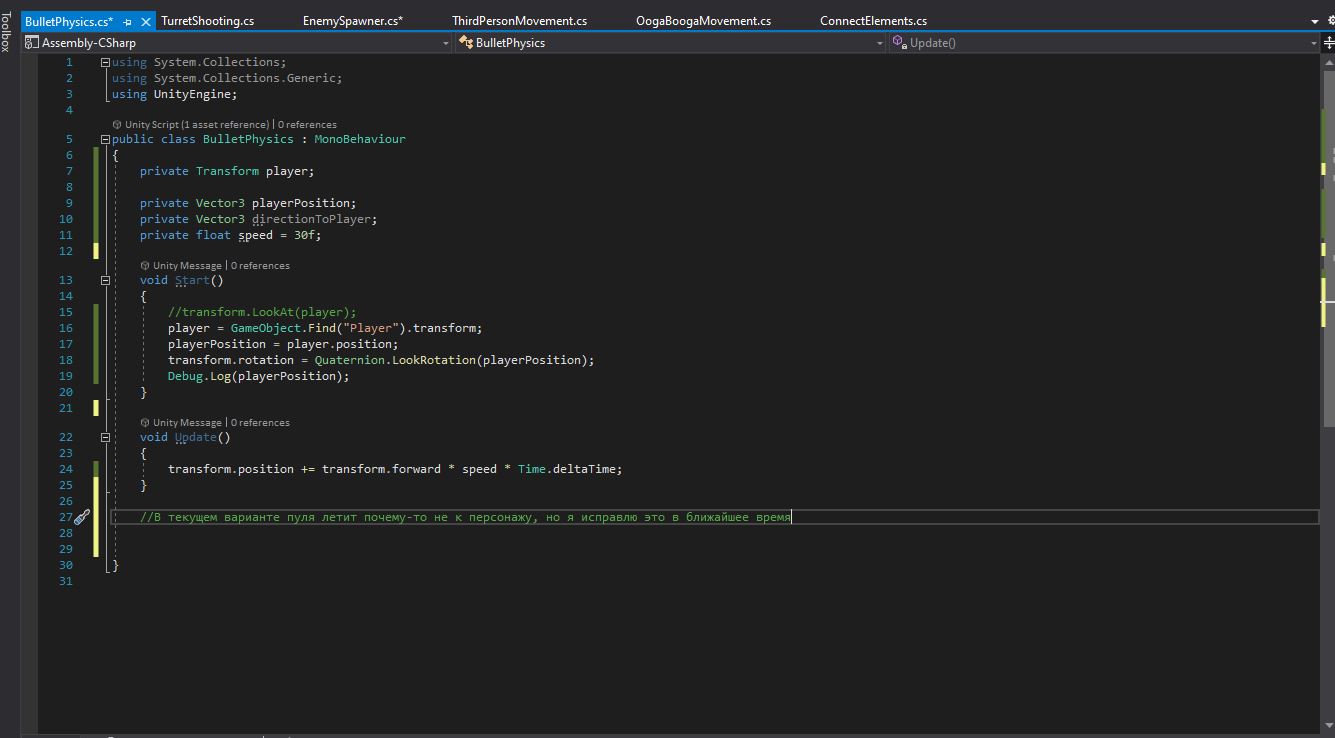 Toolbox
BulletPhysics.cs* TurretShooting.cs EnemySpawner.cs* ThirdPersonMovement.cs OogaBoogaMovement.cs ConnectElements.cs
Assembly-CSharp BulletPhysics Update()
1 using System.Collections;
2 using System.Collections.Generic;
3 using UnityEngine;
4
Unity Script (1 asset reference) | 0 references
5 public class BulletPhysics : MonoBehaviour
6 {
7 private Transform player;
8
9 private Vector3 playerPosition;
10 private Vector3 directionToPlayer;
11 private float speed = 30f;
12
Unity Message | 0 references
13 void Start()
14 {
15 //transform.LookAt(player);
16 player = GameObject.Find("Player").transform;
17 playerPosition = player.position;
18 transform.rotation = Quaternion.LookRotation(playerPosition);
19 Debug.Log(playerPosition);
20 }
21
Unity Message | 0 references
22 void Update()
23 {
24 transform.position += transform.forward * speed * Time.deltaTime;
25 }
26
27 //В текущем варианте пуля летит почему-то не к персонажу, но я исправлю это в ближайшее время
28
29
30 }
31